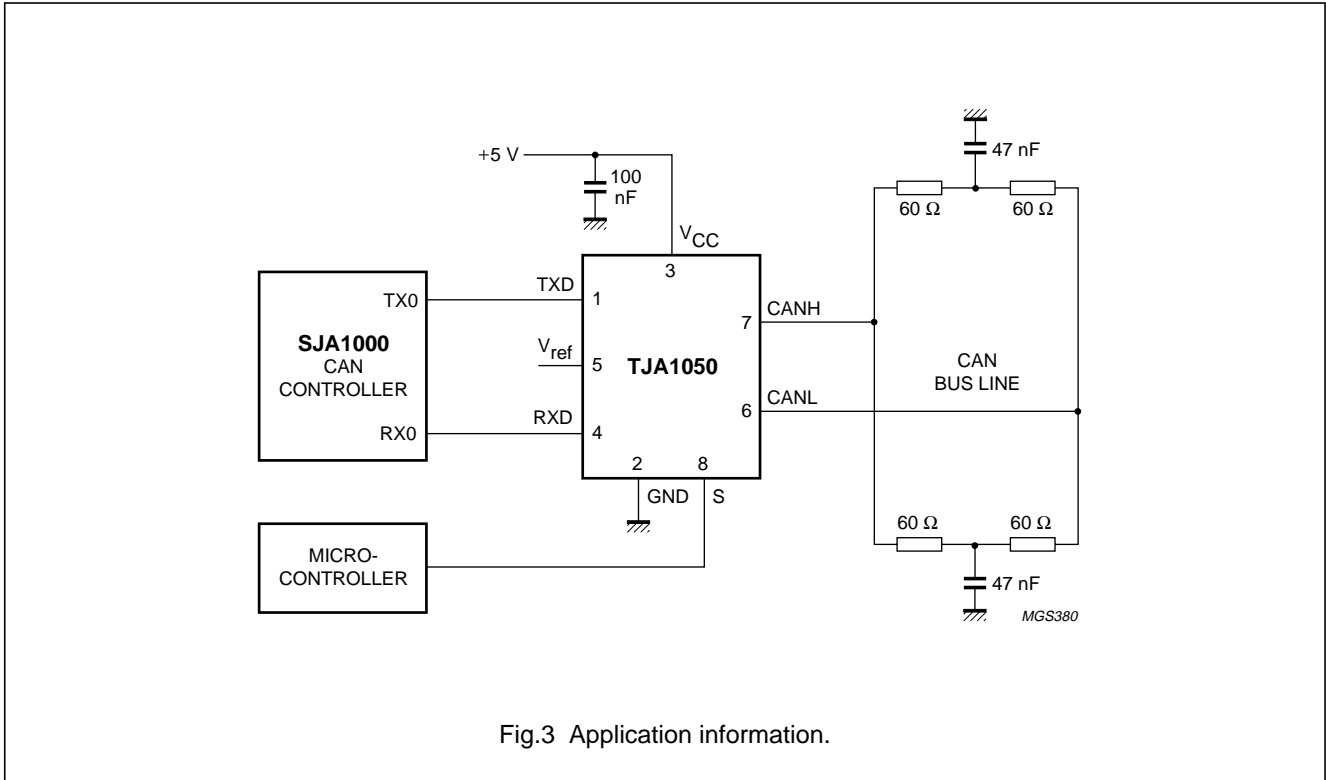 +5 V
100
nF
47 nF
60 Ω
60 Ω
VCC
3
SJA1000
CAN
CONTROLLER
TX0
RX0
TXD
1
Vref
5
RXD
4
TJA1050
7
CANH
6
CANL
2
8
GND
S
CAN
BUS LINE
MICRO-
CONTROLLER
60 Ω
60 Ω
47 nF
MGS380
Fig.3 Application information.